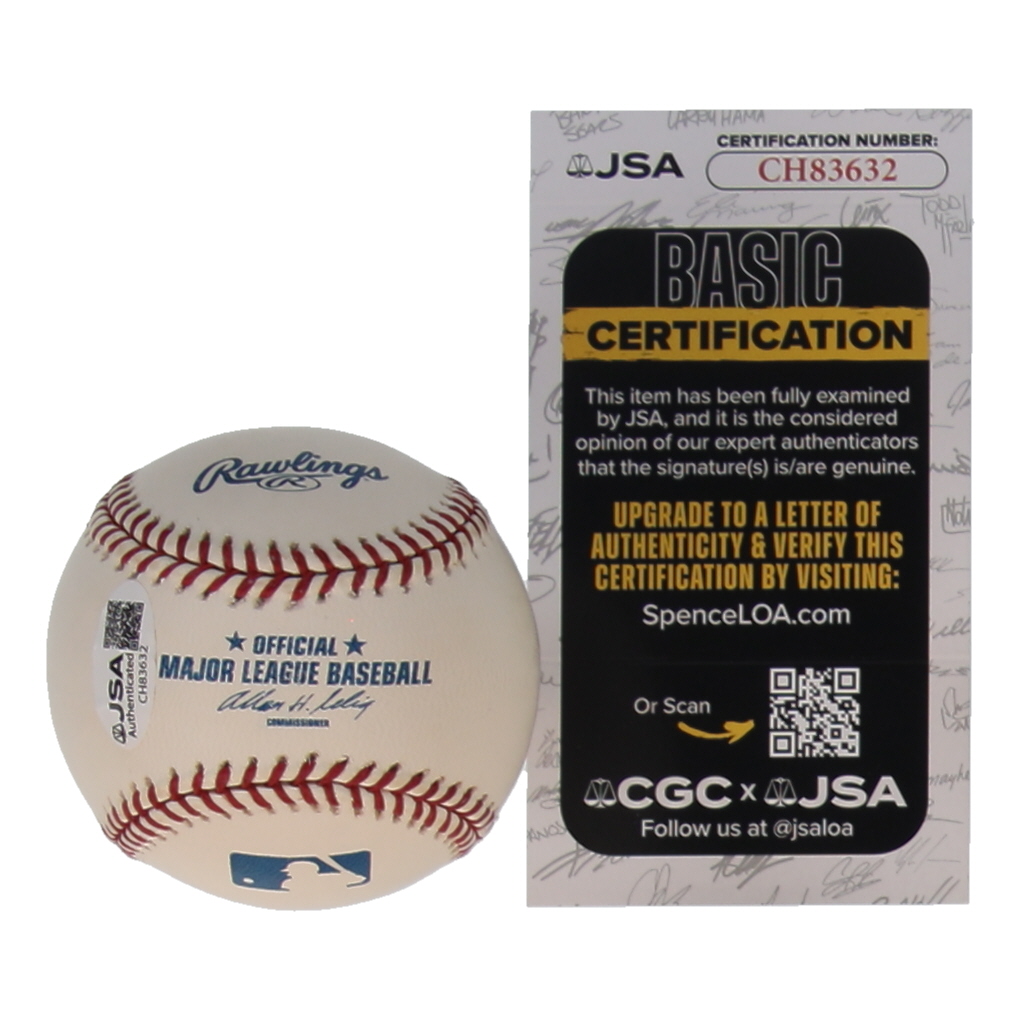 Rawlings
R
OFFICIAL
MAJOR LEAGUE BASEBALL
Allan H. Selig
COMMISSIONER
JSA
Authenticated
CH83632
LARRY HAMA
JSA
CERTIFICATION NUMBER:
CH83632
BASIC
CERTIFICATION
This item has been fully examined
by JSA, and it is the considered
opinion of our expert authenticators
that the signature(s) is/are genuine.
UPGRADE TO A LETTER OF
AUTHENTICITY & VERIFY THIS
CERTIFICATION BY VISITING:
SpenceLOA.com
Or Scan
CGC x JSA
Follow us at @jsaloa